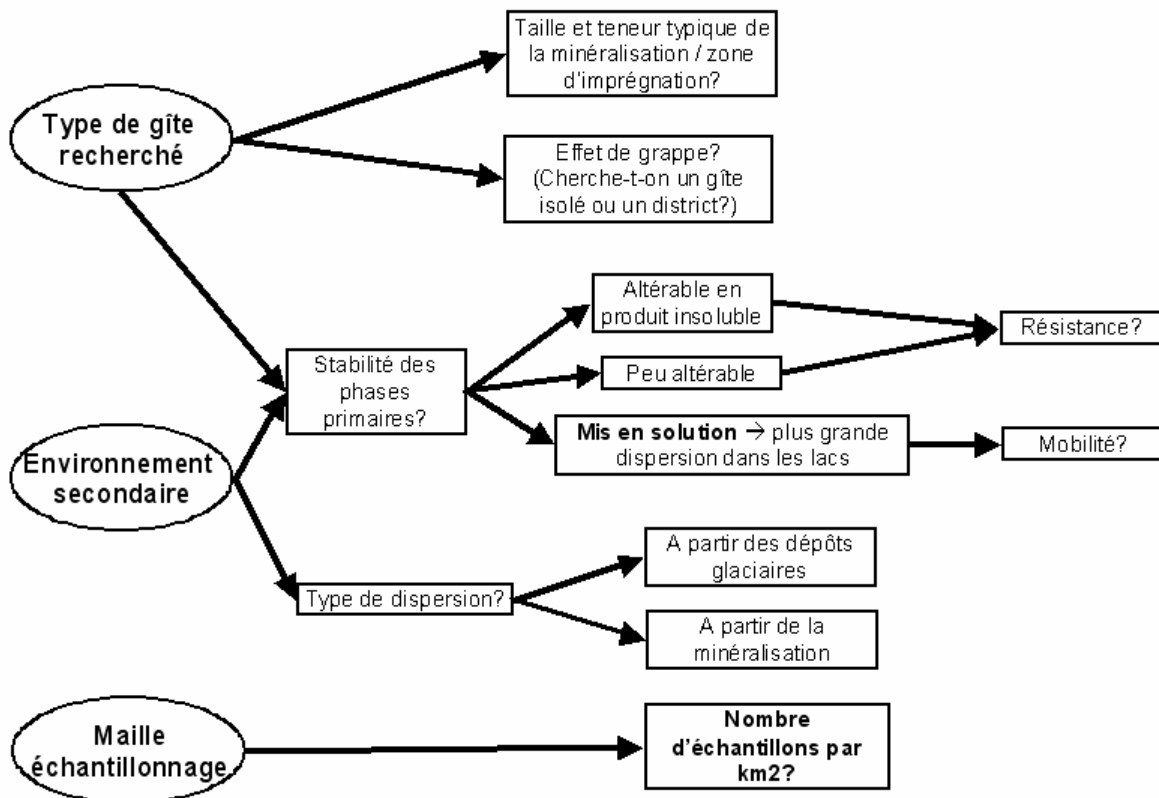 Taille et teneur typique de
la minéralisation / zone
d'imprégnation?
Type de gîte
recherché
Effet de grappe?
(Cherche-t-on un gîte
isolé ou un district?)
Altérable en
produit insoluble
Résistance?
Stabilité des
phases
primaires?
Peu altérable
Mis en solution → plus grande
dispersion dans les lacs
Mobilité?
Environnement
secondaire
A partir des dépôts
glaciaires
Type de dispersion?
A partir de la
minéralisation
Maille
échantillonnage
Nombre
d'échantillons par
km2?